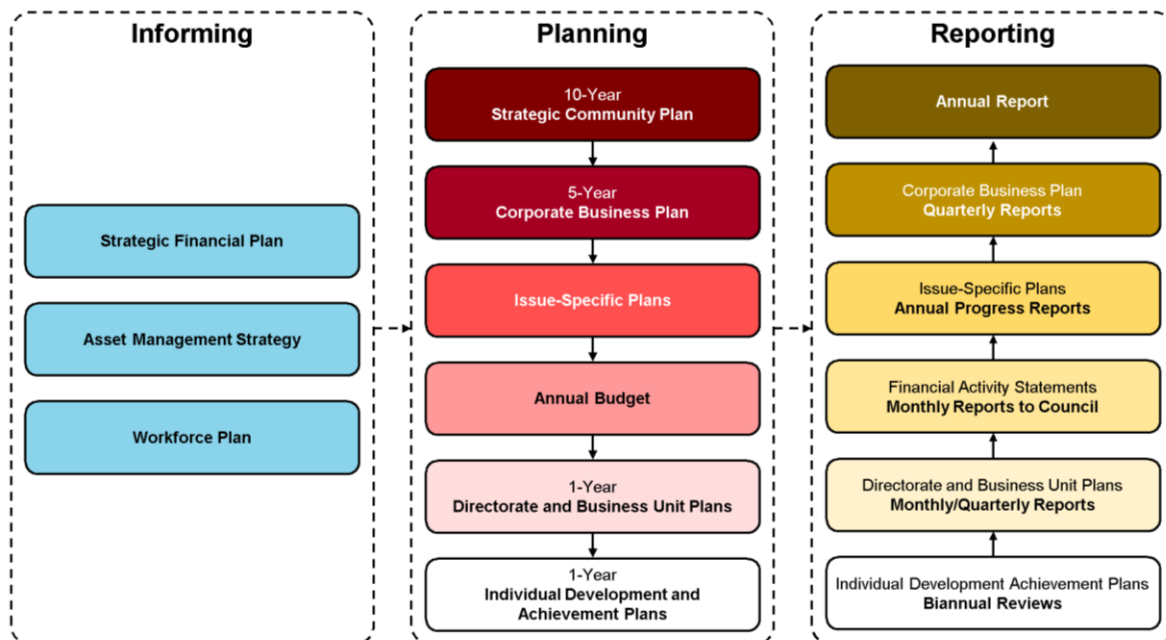 Informing
Strategic Financial Plan
Asset Management Strategy
Workforce Plan
Planning
10-Year
Strategic Community Plan
5-Year
Corporate Business Plan
Issue-Specific Plans
Annual Budget
1-Year
Directorate and Business Unit Plans
1-Year
Individual Development and
Achievement Plans
Reporting
Annual Report
Corporate Business Plan
Quarterly Reports
Issue-Specific Plans
Annual Progress Reports
Financial Activity Statements
Monthly Reports to Council
Directorate and Business Unit Plans
Monthly/Quarterly Reports
Individual Development Achievement Plans
Biannual Reviews